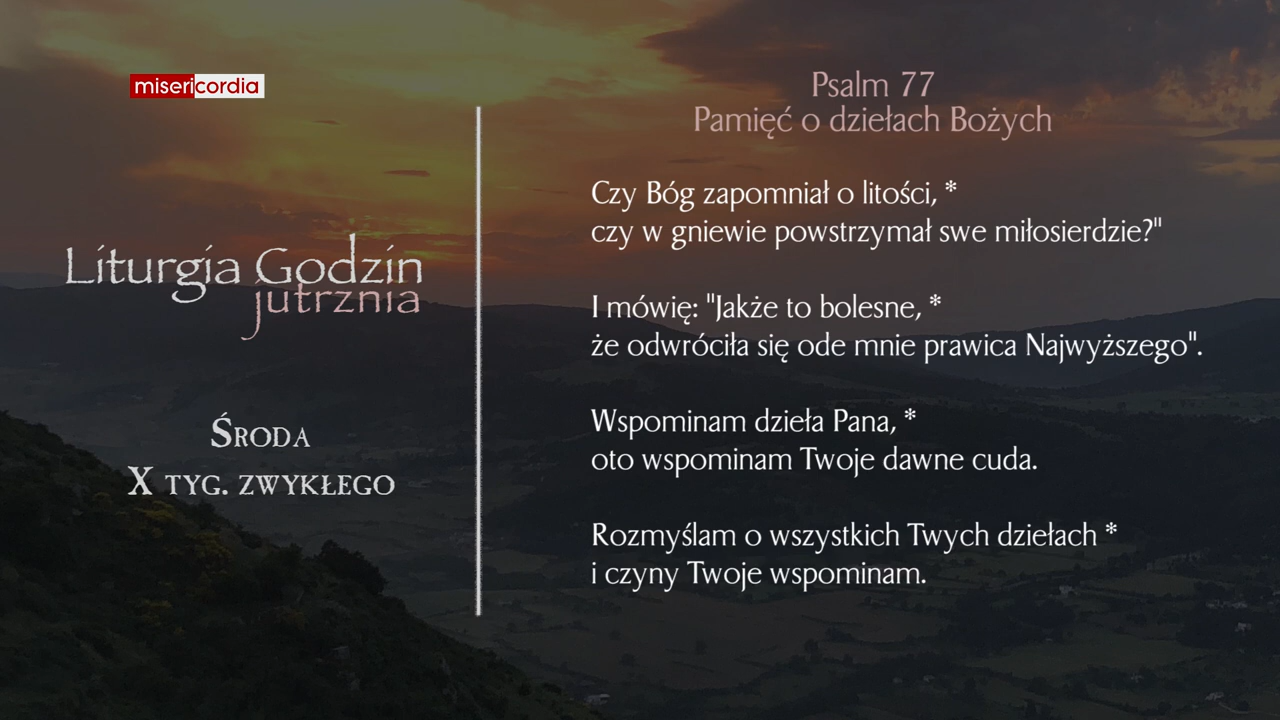 misericordia
Liturgia Godzin
jutrznia
Środa
X tyg. zwykłego
Psalm 77
Pamięć o dziełach Bożych
Czy Bóg zapomniał o litości, *
czy w gniewie powstrzymał swe miłosierdzie?"
I mówię: "Jakże to bolesne, *
że odwróciła się ode mnie prawica Najwyższego".
Wspominam dzieła Pana, *
oto wspominam Twoje dawne cuda.
Rozmyślam o wszystkich Twych dziełach *
i czyny Twoje wspominam.